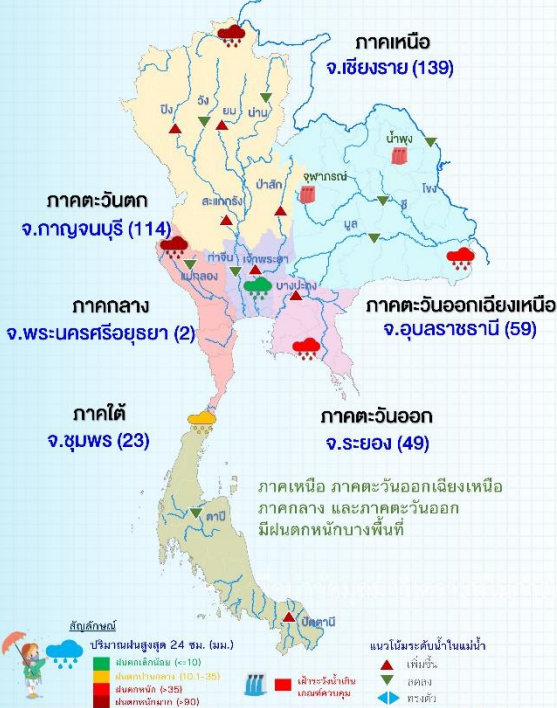 ภาคเหนือ
จ.เชียงราย (139)
น้ำพุง
วัง
ยม
น่าน
ปิง
โขง
จุฬาภรณ์
ป่าสัก
ชี
สะแกกรัง
มูล
ภาคตะวันตก
จ.กาญจนบุรี (114)
ท่าจีน
เจ้าพระยา
แม่กลอง
บางปะกง
ภาคกลาง
จ.พระนครศรีอยุธยา (2)
ภาคตะวันออกเฉียงเหนือ
จ.อุบลราชธานี (59)
ภาคใต้
จ.ชุมพร (23)
ภาคตะวันออก
จ.ระยอง (49)
ภาคเหนือ ภาคตะวันออกเฉียงเหนือ
ภาคกลาง และภาคตะวันออก
มีฝนตกหนักบางพื้นที่
ตาปี
ปัตตานี
สัญลักษณ์
ปริมาณฝนสูงสุด 24 ชม. (มม.)
ฝนตกเล็กน้อย (<=10)
ฝนตกปานกลาง (10.1-35)
ฝนตกหนัก (>35)
ฝนตกหนักมาก (>90)
เฝ้าระวังน้ำเกิน
เกณฑ์ควบคุม
แนวโน้มระดับน้ำในแม่น้ำ
เพิ่มขึ้น
ลดลง
ทรงตัว